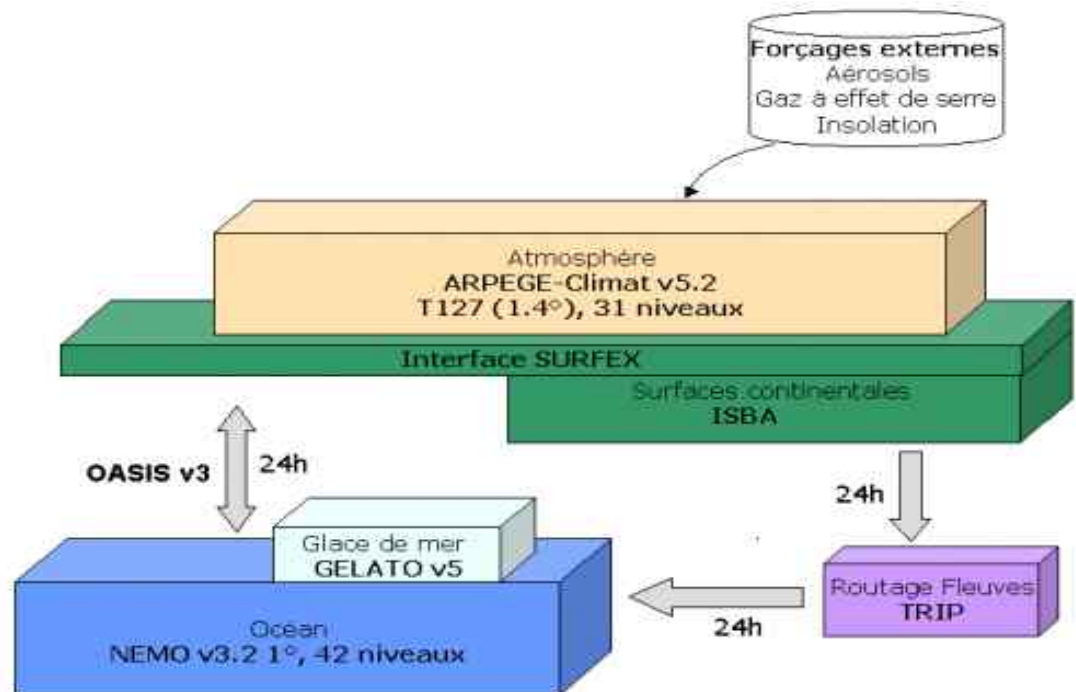 Forçages externes
Aérosols
Gaz à effet de serre
Insolation
Atmosphère
ARPEGE-Climat v5.2
T127 (1.4°), 31 niveaux
Interface SURFEX
Surfaces continentales
ISBA
OASIS v3
24h
24h
Glace de mer
GELATO v5
Routage Fleuves
TRIP
24h
Océan
NEMO v3.2 1°, 42 niveaux